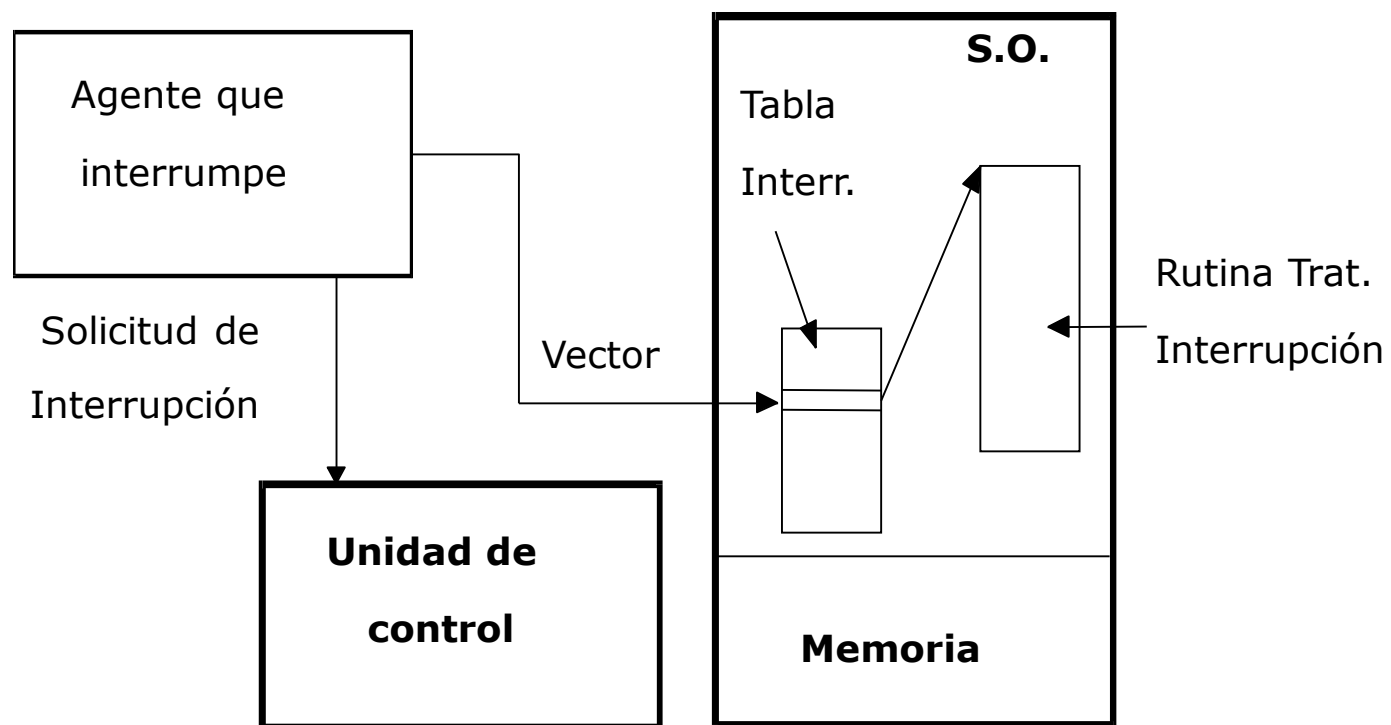 Agente que
interrumpe
Solicitud de
Interrupción
Vector
Unidad de
control
S.O.
Tabla
Interr.
Rutina Trat.
Interrupción
Memoria